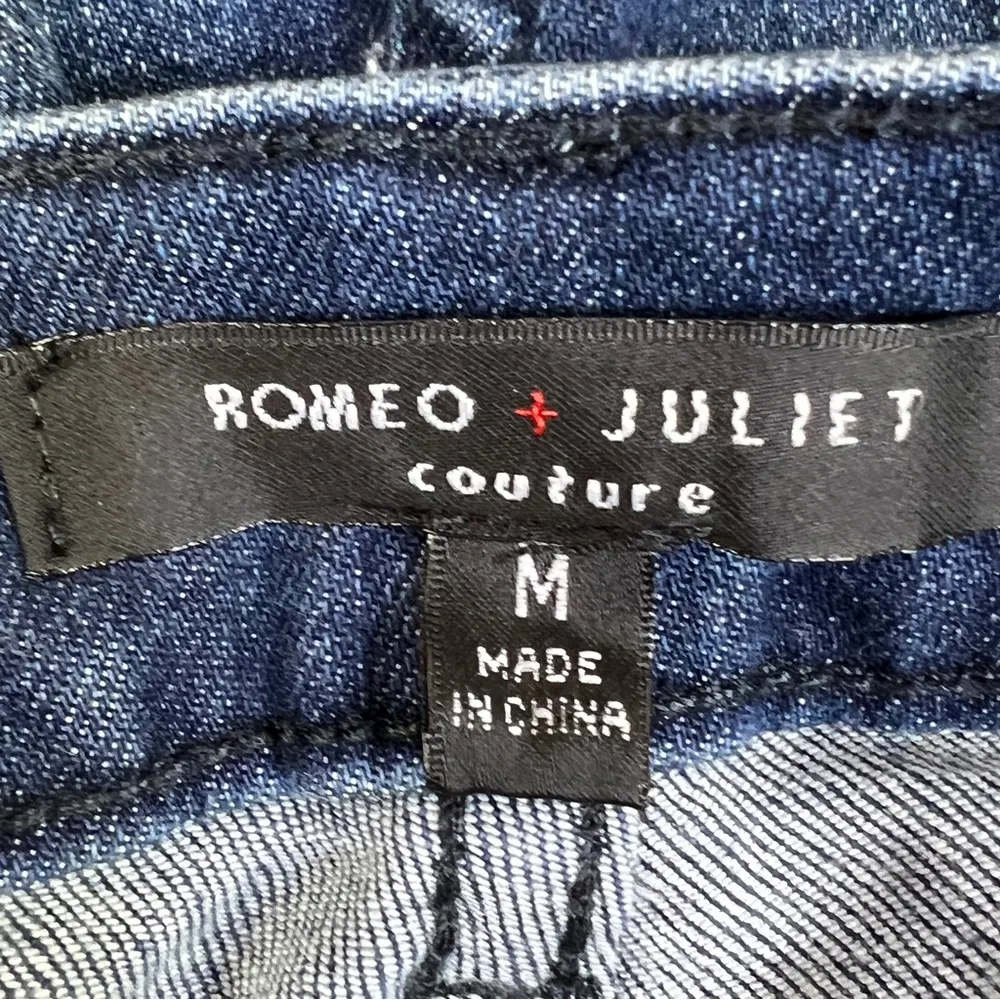 ROMEO + JULIET
couture
M
MADE
IN CHINA